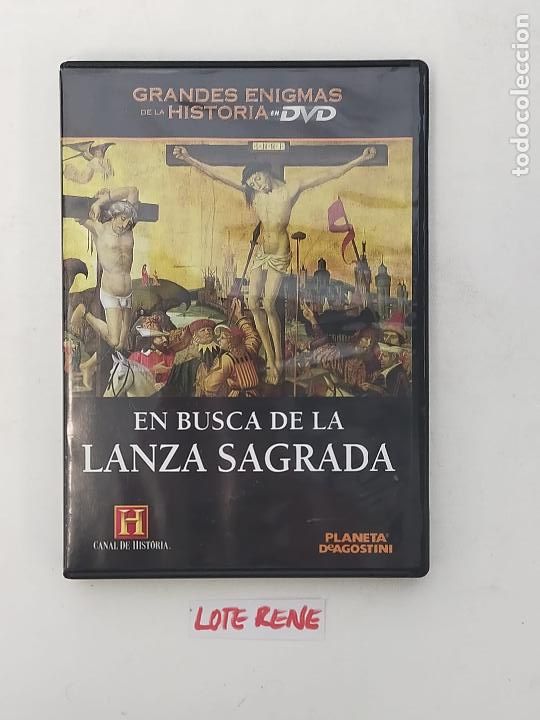 GRANDES ENIGMAS
DE LA HISTORIA EN DVD
EN BUSCA DE LA
LANZA SAGRADA
H
CANAL DE HISTÒRIA.
PLANETA
DeAGOSTINI
LOTE RENE
todocoleccion